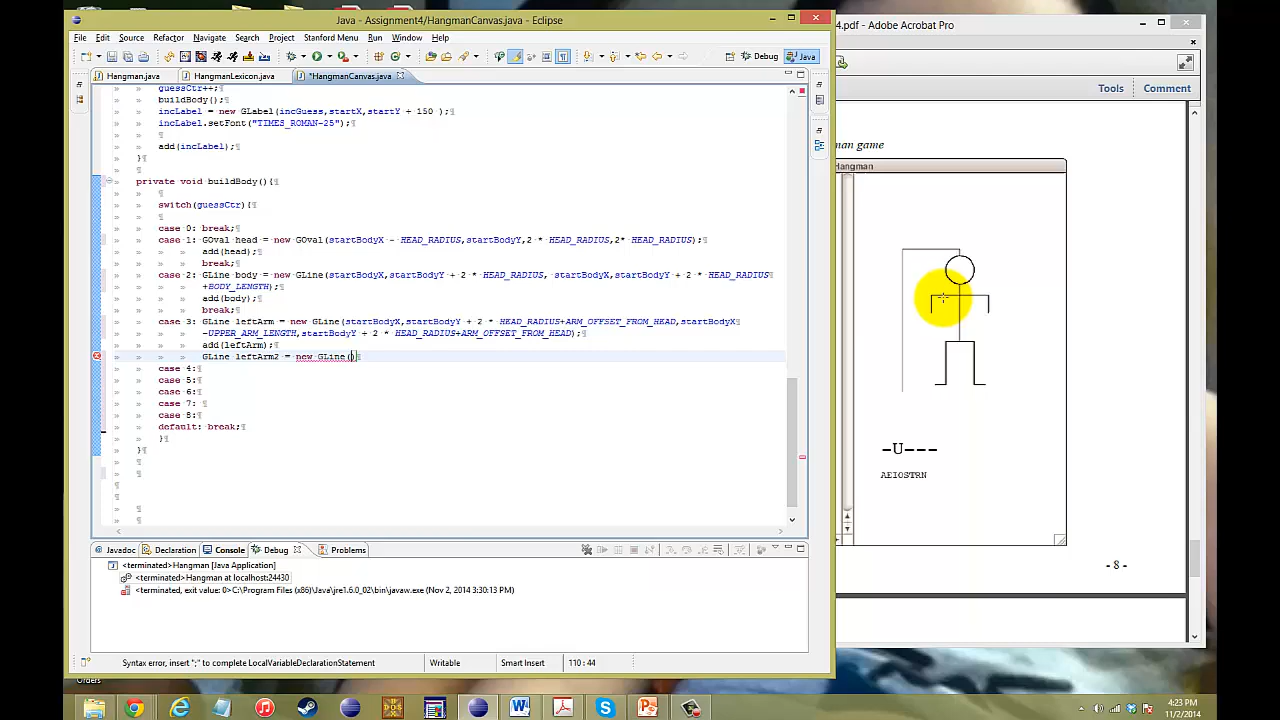 Java - Assignment4/HangmanCanvas.java - Eclipse
4.pdf - Adobe Acrobat Pro
File Edit Source Refactor Navigate Search Project Stanford Menu Run Window Help
Debug Java
Hangman.java HangmanLexicon.java *HangmanCanvas.java
Tools Comment
guessCtr++;
buildBody();
incLabel = new GLabel(incGuess,startX,startY + 150 );
incLabel.setFont("TIMES_ROMAN-25");
add(incLabel);
}
private void buildBody(){
switch(guessCtr){
case 0: break;
case 1: GOval head = new GOval(startBodyX - HEAD_RADIUS,startBodyY,2 * HEAD_RADIUS,2* HEAD_RADIUS);
add(head);
break;
case 2: GLine body = new GLine(startBodyX,startBodyY + 2 * HEAD_RADIUS, startBodyX,startBodyY + 2 * HEAD_RADIUS
+BODY_LENGTH);
add(body);
break;
case 3: GLine leftArm = new GLine(startBodyX,startBodyY + 2 * HEAD_RADIUS+ARM_OFFSET_FROM_HEAD,startBodyX
-UPPER_ARM_LENGTH,startBodyY + 2 * HEAD_RADIUS+ARM_OFFSET_FROM_HEAD);
add(leftArm);
GLine leftArm2 = new GLine()
case 4:
case 5:
case 6:
case 7:
case 8:
default: break;
}
}
man game
Hangman
-U---
AEIOSTRN
- 8 -
Javadoc Declaration Console Debug Problems
<terminated>Hangman [Java Application]
<terminated>Hangman at localhost:24430
<terminated, exit value: 0>C:\Program Files (x86)\Java\jre1.6.0_02\bin\javaw.exe (Nov 2, 2014 3:30:13 PM)
Syntax error, insert ";" to complete LocalVariableDeclarationStatement Writable Smart Insert 110 : 44
Orders
4:23 PM
11/2/2014